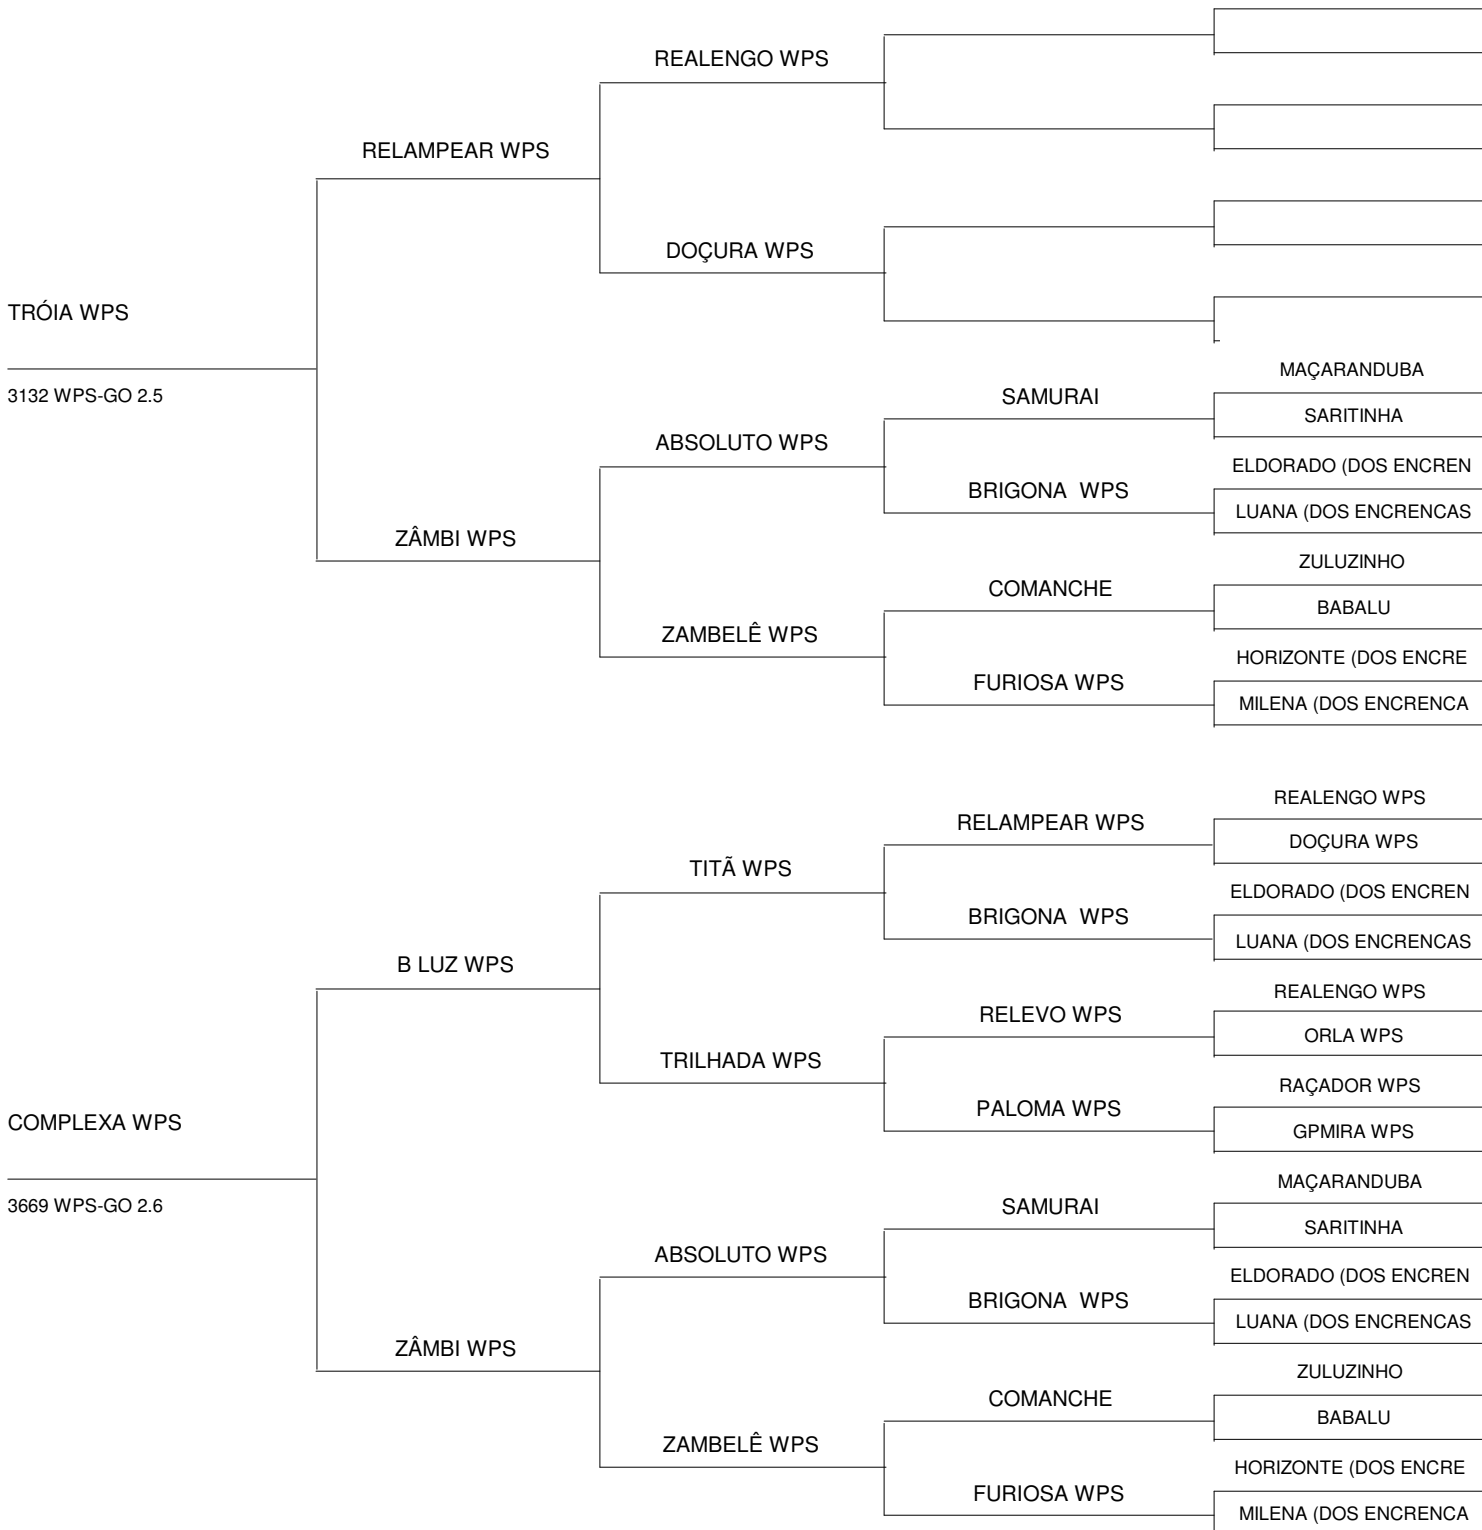 REALENGO WPS
RELAMPEAR WPS
DOÇURA WPS
TRÓIA WPS
MAÇARANDUBA
3132 WPS-GO 2.5
SAMURAI
SARITINHA
ABSOLUTO WPS
ELDORADO (DOS ENCREN
BRIGONA WPS
LUANA (DOS ENCRENCAS
ZÂMBI WPS
ZULUZINHO
COMANCHE
BABALU
ZAMBELÊ WPS
HORIZONTE (DOS ENCRE
FURIOSA WPS
MILENA (DOS ENCRENCA
REALENGO WPS
RELAMPEAR WPS
DOÇURA WPS
TITÃ WPS
ELDORADO (DOS ENCREN
BRIGONA WPS
LUANA (DOS ENCRENCAS
B LUZ WPS
REALENGO WPS
RELEVO WPS
ORLA WPS
TRILHADA WPS
RAÇADOR WPS
PALOMA WPS
COMPLEXA WPS
GPMIRA WPS
MAÇARANDUBA
3669 WPS-GO 2.6
SAMURAI
SARITINHA
ABSOLUTO WPS
ELDORADO (DOS ENCREN
BRIGONA WPS
LUANA (DOS ENCRENCAS
ZÂMBI WPS
ZULUZINHO
COMANCHE
BABALU
ZAMBELÊ WPS
HORIZONTE (DOS ENCRE
FURIOSA WPS
MILENA (DOS ENCRENCA